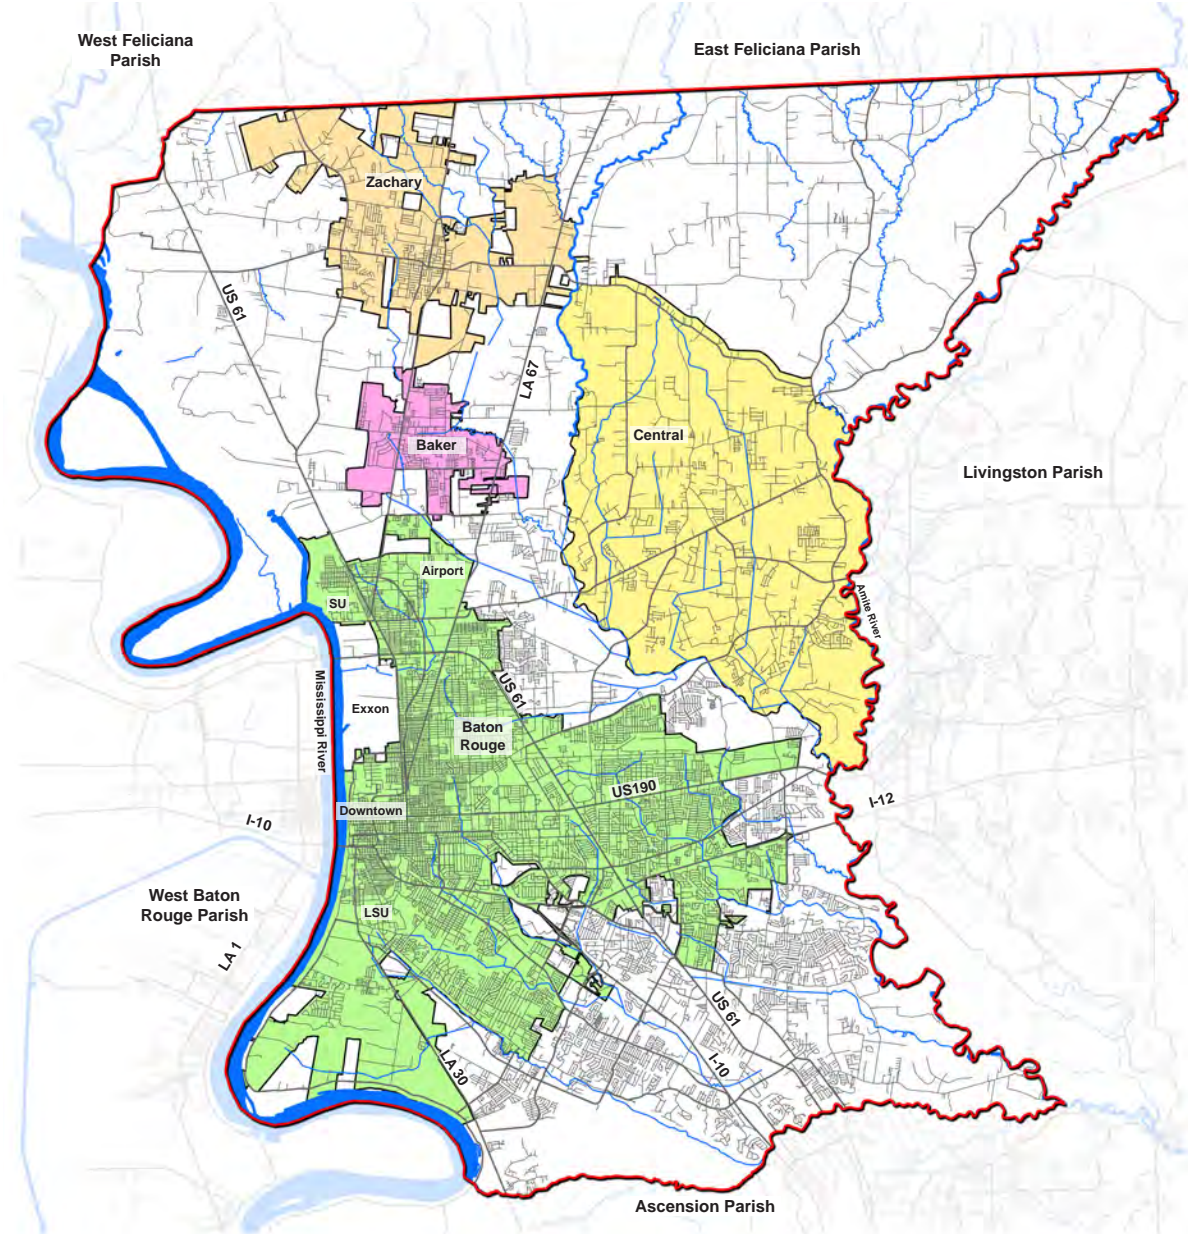 West Feliciana
Parish
East Feliciana Parish
Zachary
US 61
LA 67
Baker
Central
Livingston Parish
Airport
SU
Amite River
Mississippi River
Exxon
US 61
Baton
Rouge
US190
Downtown
I-12
I-10
West Baton
Rouge Parish
LSU
LA 1
US 61
I-10
LA 30
Ascension Parish